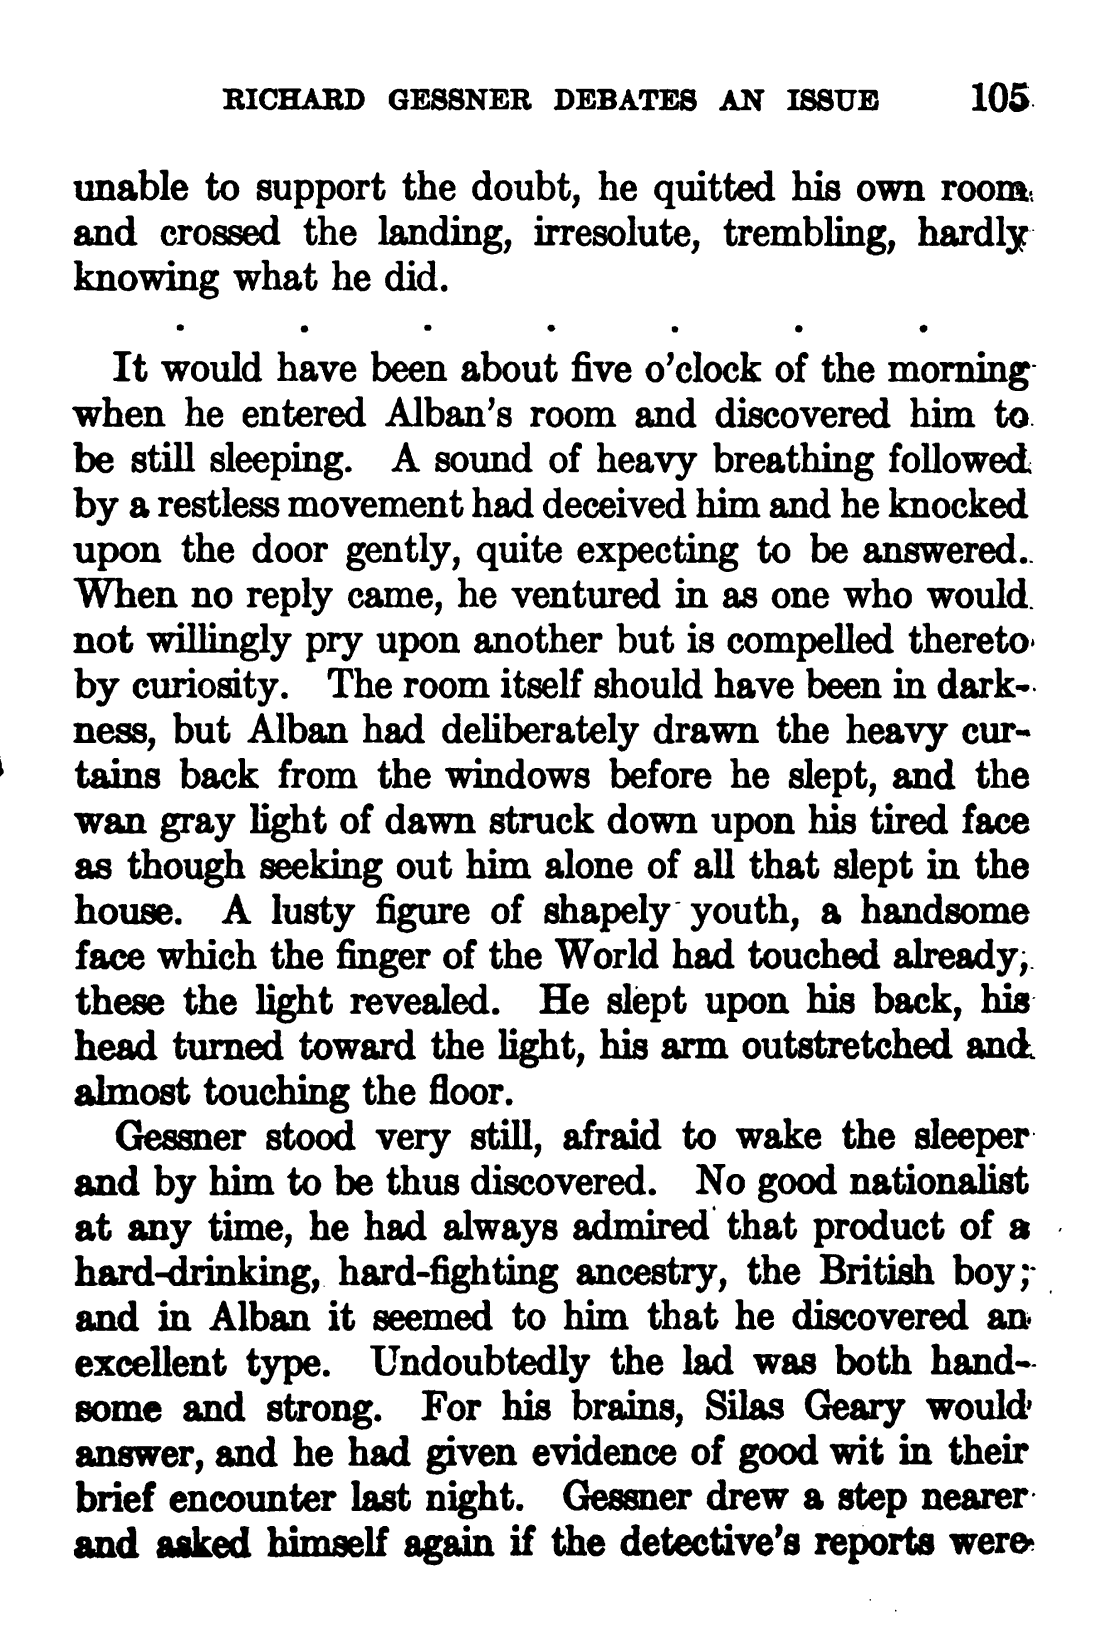 RICHARD GESSNER DEBATES AN ISSUE 105
unable to support the doubt, he quitted his own room
and crossed the landing, irresolute, trembling, hardly
knowing what he did.
. . . . . . .
It would have been about five o'clock of the morning
when he entered Alban's room and discovered him to
be still sleeping. A sound of heavy breathing followed
by a restless movement had deceived him and he knocked
upon the door gently, quite expecting to be answered.
When no reply came, he ventured in as one who would
not willingly pry upon another but is compelled thereto
by curiosity. The room itself should have been in dark-
ness, but Alban had deliberately drawn the heavy cur-
tains back from the windows before he slept, and the
wan gray light of dawn struck down upon his tired face
as though seeking out him alone of all that slept in the
house. A lusty figure of shapely youth, a handsome
face which the finger of the World had touched already;
these the light revealed. He slept upon his back, his
head turned toward the light, his arm outstretched and
almost touching the floor.
Gessner stood very still, afraid to wake the sleeper
and by him to be thus discovered. No good nationalist
at any time, he had always admired that product of a
hard-drinking, hard-fighting ancestry, the British boy;
and in Alban it seemed to him that he discovered an
excellent type. Undoubtedly the lad was both hand-
some and strong. For his brains, Silas Geary would
answer, and he had given evidence of good wit in their
brief encounter last night. Gessner drew a step nearer
and asked himself again if the detective's reports were